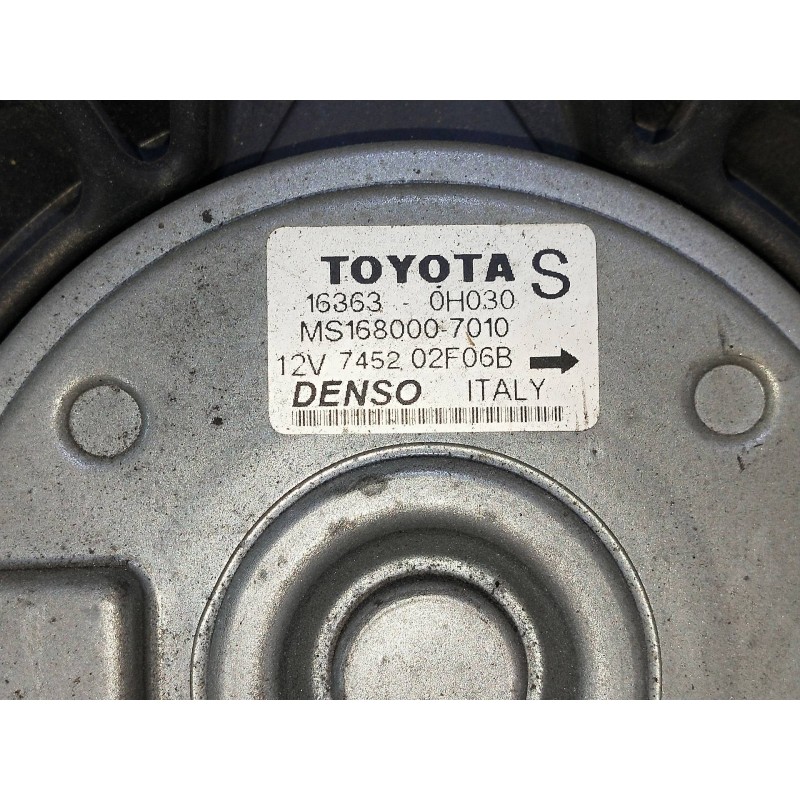 TOYOTA S
16363 - 0H030
MS168000-7010
12V 7452 02F06B
DENSO ITALY